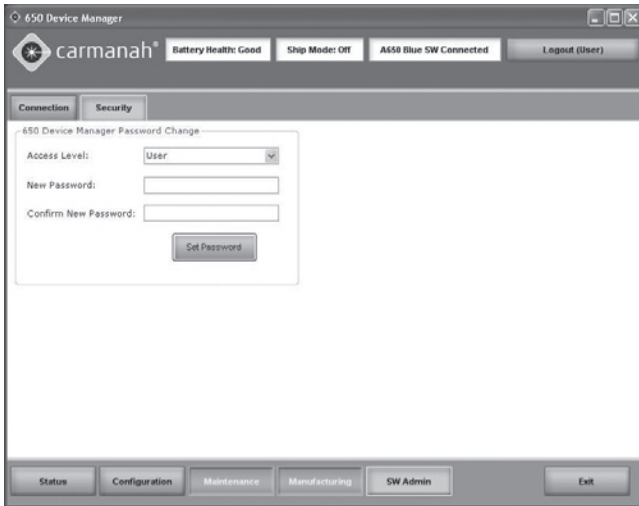 650 Device Manager
carmanah®
Battery Health: Good
Ship Mode: Off
A650 Blue SW Connected
Logout (User)
Connection
Security
650 Device Manager Password Change
Access Level:
User
New Password:
Confirm New Password:
Set Password
Status
Configuration
Maintenance
Manufacturing
SW Admin
Exit